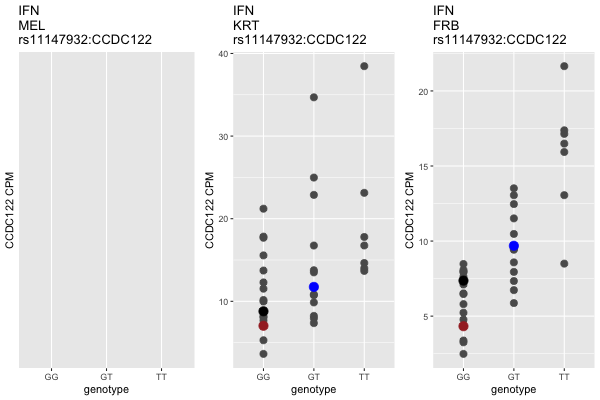 IFN
MEL
rs11147932:CCDC122
CCDC122 CPM
GG GT TT
genotype
IFN
KRT
rs11147932:CCDC122
CCDC122 CPM
40
30
20
10
GG GT TT
genotype
IFN
FRB
rs11147932:CCDC122
CCDC122 CPM
20
15
10
5
GG GT TT
genotype